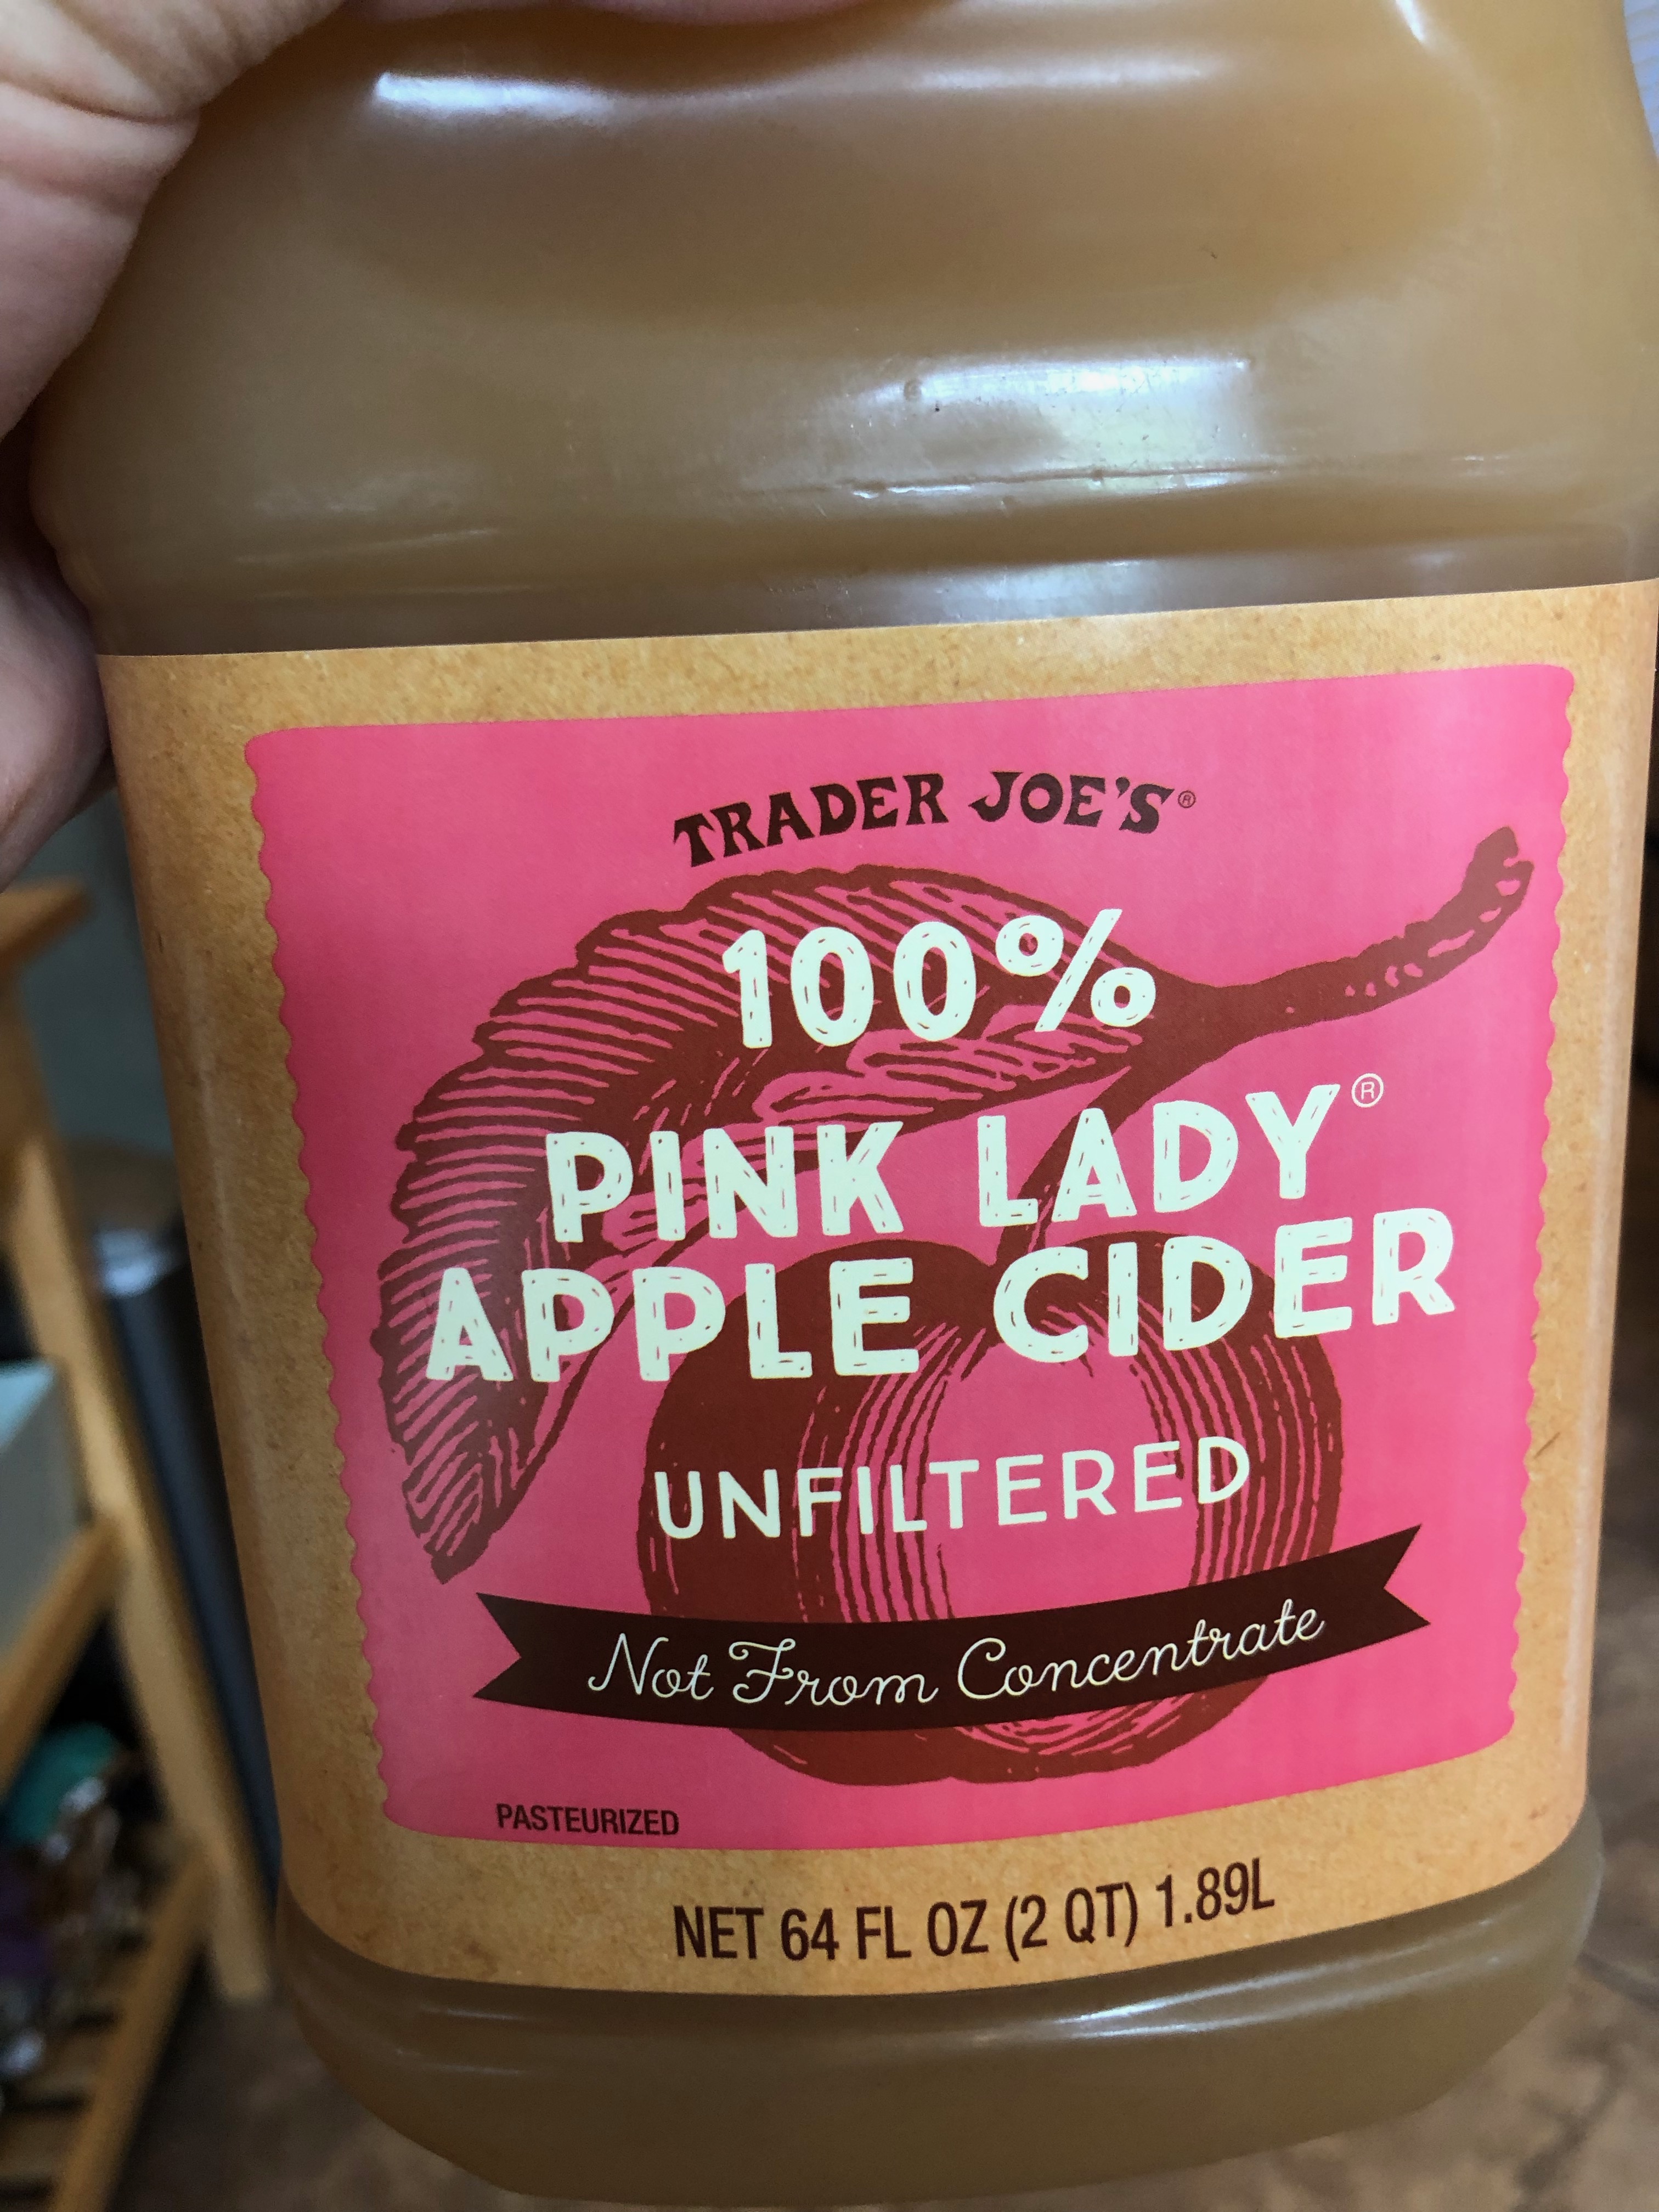 TRADER JOE'S®
100%
PINK LADY®
APPLE CIDER
UNFILTERED
Not From Concentrate
PASTEURIZED
NET 64 FL OZ (2 QT) 1.89L